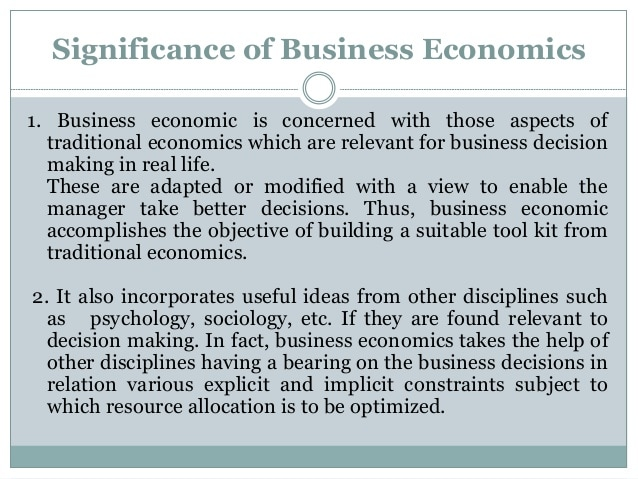 Significance of Business Economics
1. Business economic is concerned with those aspects of
traditional economics which are relevant for business decision
making in real life.
These are adapted or modified with a view to enable the
manager take better decisions. Thus, business economic
accomplishes the objective of building a suitable tool kit from
traditional economics.
2. It also incorporates useful ideas from other disciplines such
as psychology, sociology, etc. If they are found relevant to
decision making. In fact, business economics takes the help of
other disciplines having a bearing on the business decisions in
relation various explicit and implicit constraints subject to
which resource allocation is to be optimized.